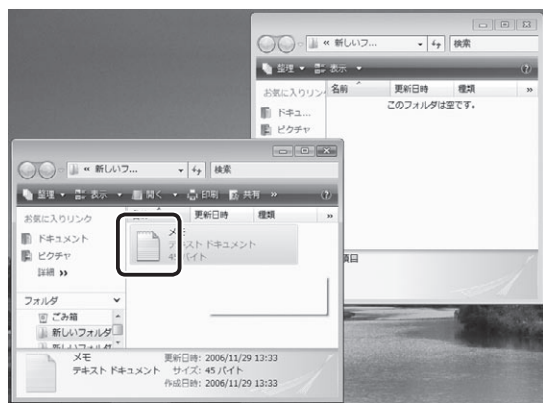 « 新しいフ... 検索
整理 表示
お気に入りリン
ドキュ...
ピクチャ
名前 更新日時 種類 »
このフォルダは空です。
項目
« 新しいフ... 検索
整理 表示 開く 印刷 共有 »
お気に入りリンク
ドキュメント
ピクチャ
詳細 »
フォルダ
ごみ箱
新しいフォルダ
新しいフォルダ
更新日時 種類 »
メモ
テキスト ドキュメント
45 バイト
メモ 更新日時: 2006/11/29 13:33
テキスト ドキュメント サイズ: 45 バイト
作成日時: 2006/11/29 13:33